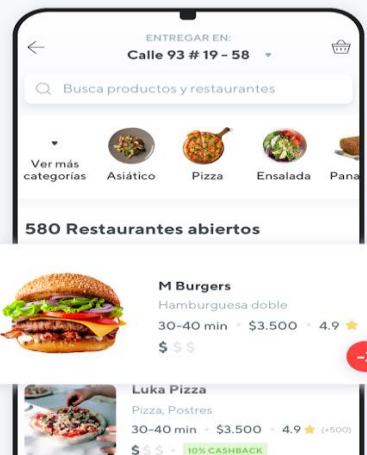 ENTREGAR EN:
Calle 93 # 19 - 58
Busca productos y restaurantes
Ver más
categorías
Asiático
Pizza
Ensalada
Pana
580 Restaurantes abiertos
M Burgers
Hamburguesa doble
30-40 min • $3.500 • 4.9 ★
$ $ $
Luka Pizza
Pizza, Postres
30-40 min • $3.500 • 4.9 ★ (+500)
$ $ $ • 10% CASHBACK